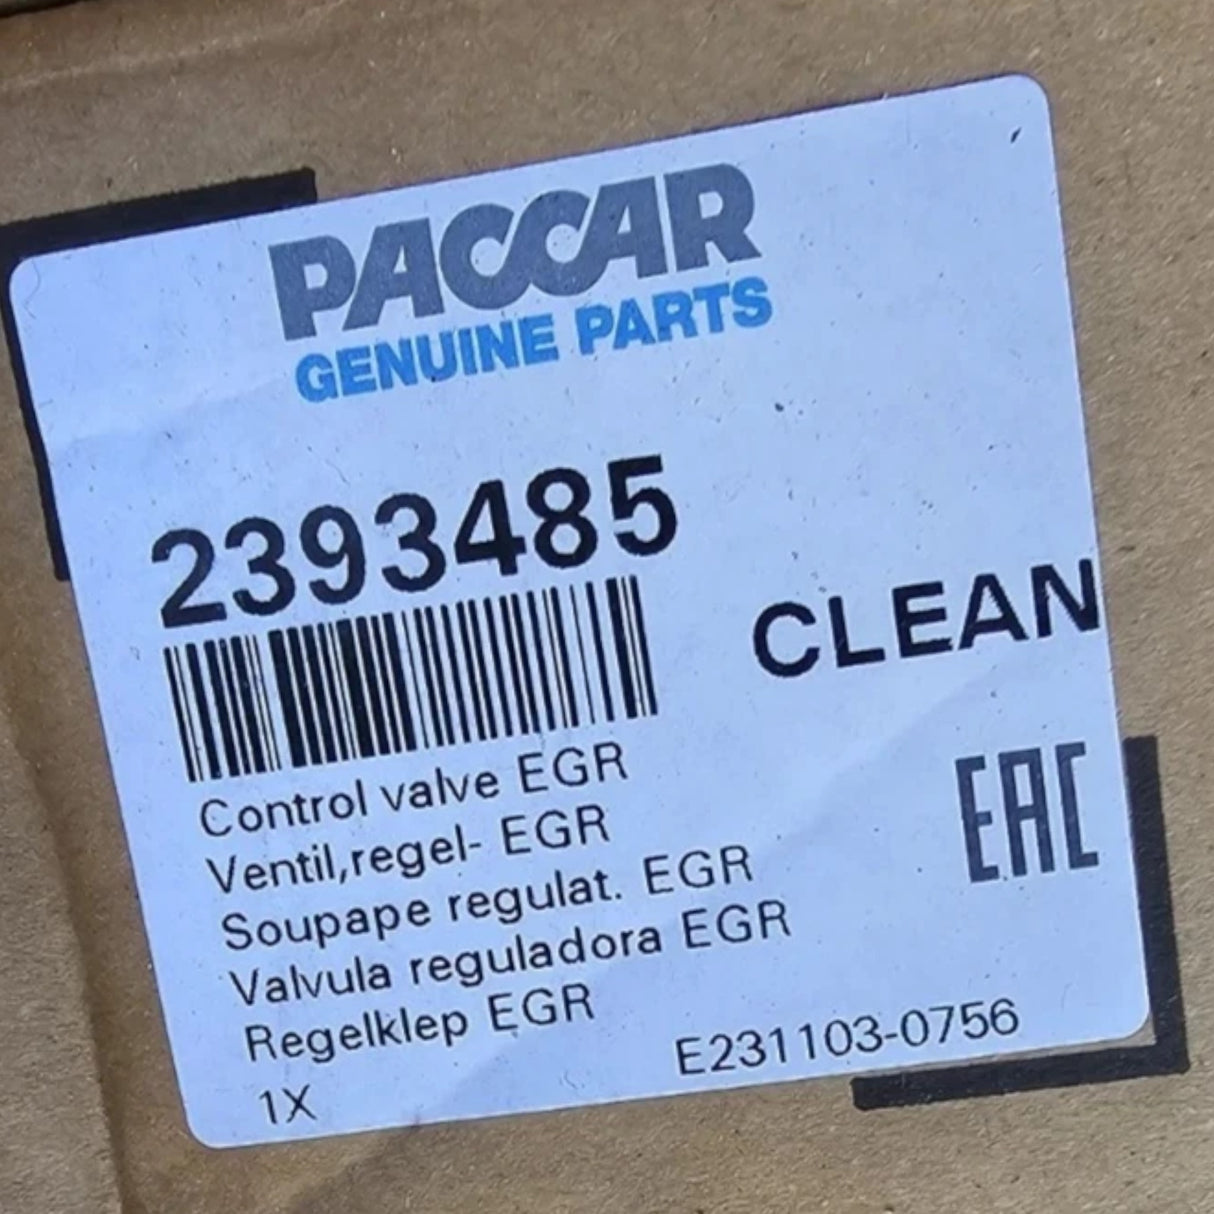 PACCAR
GENUINE PARTS
2393485
CLEAN
Control valve EGR
Ventil,regel- EGR
Soupape regulat. EGR
Valvula reguladora EGR
Regelklep EGR
1X
EAC
E231103-0756